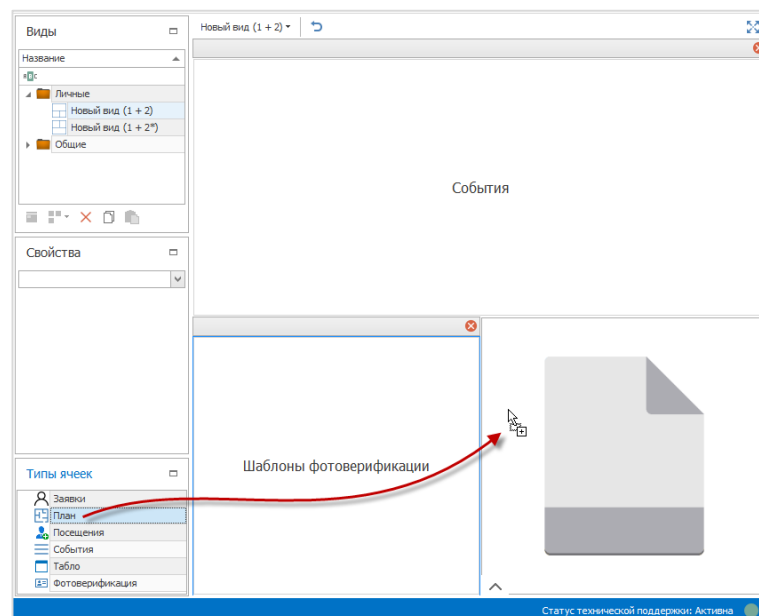 Виды
Новый вид (1 + 2)
Название
Личные
Новый вид (1 + 2)
Новый вид (1 + 2*)
Общие
События
Свойства
Шаблоны фотоверификации
Типы ячеек
Заявки
План
Посещения
События
Табло
Фотоверификация
Статус технической поддержки: Активна